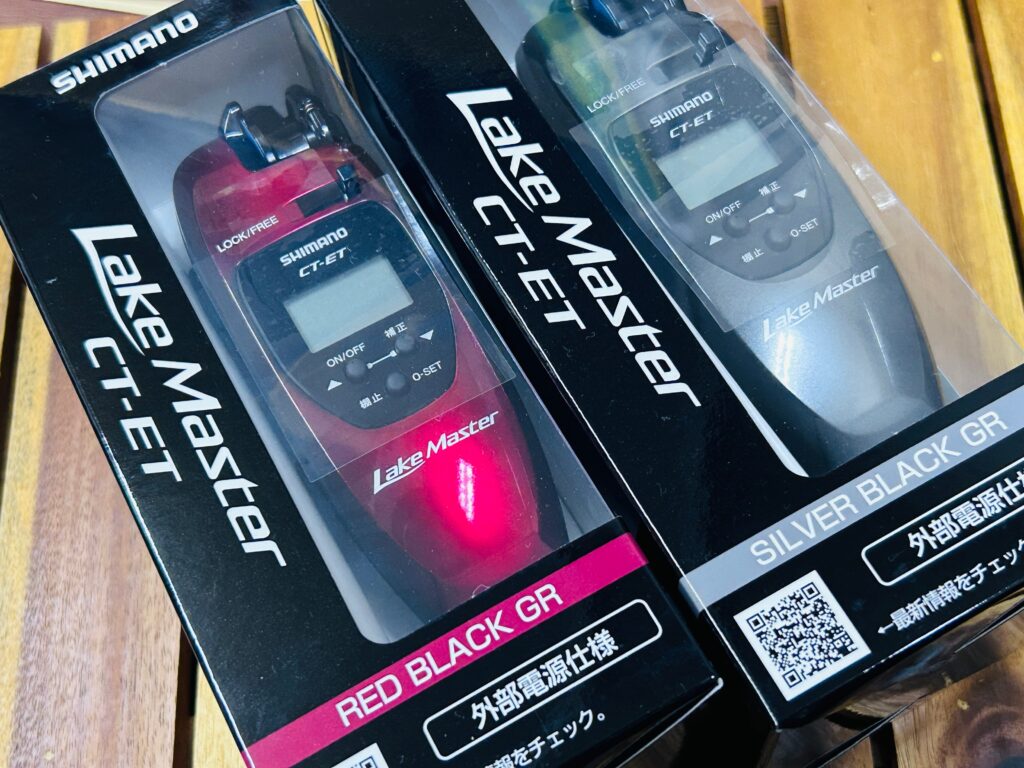 SHIMANO
Lake Master
CT-ET
LOCK/FREE
SHIMANO
CT-ET
ON/OFF
補正
棚止
0-SET
Lake Master
RED BLACK GR
外部電源仕様
情報をチェック。
Lake Master
CT-ET
LOCK/FREE
SHIMANO
CT-ET
ON/OFF
補正
棚止
0-SET
Lake Master
SILVER BLACK GR
外部電源仕
←最新情報をチェック